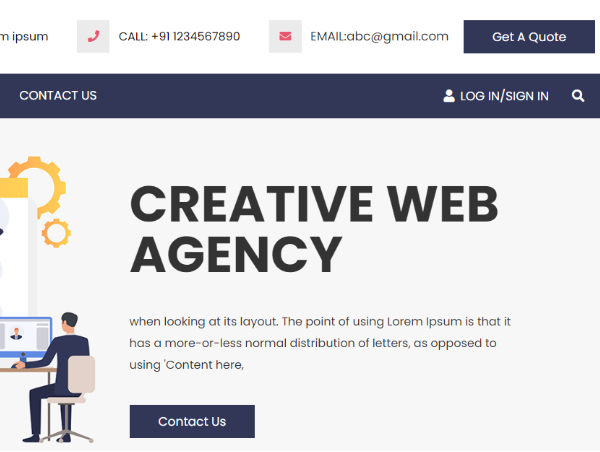 ipsum
CALL: +91 1234567890
EMAIL:abc@gmail.com
Get A Quote
CONTACT US
LOG IN/SIGN IN
CREATIVE WEB
AGENCY
when looking at its layout. The point of using Lorem Ipsum is that it
has a more-or-less normal distribution of letters, as opposed to
using 'Content here,
Contact Us